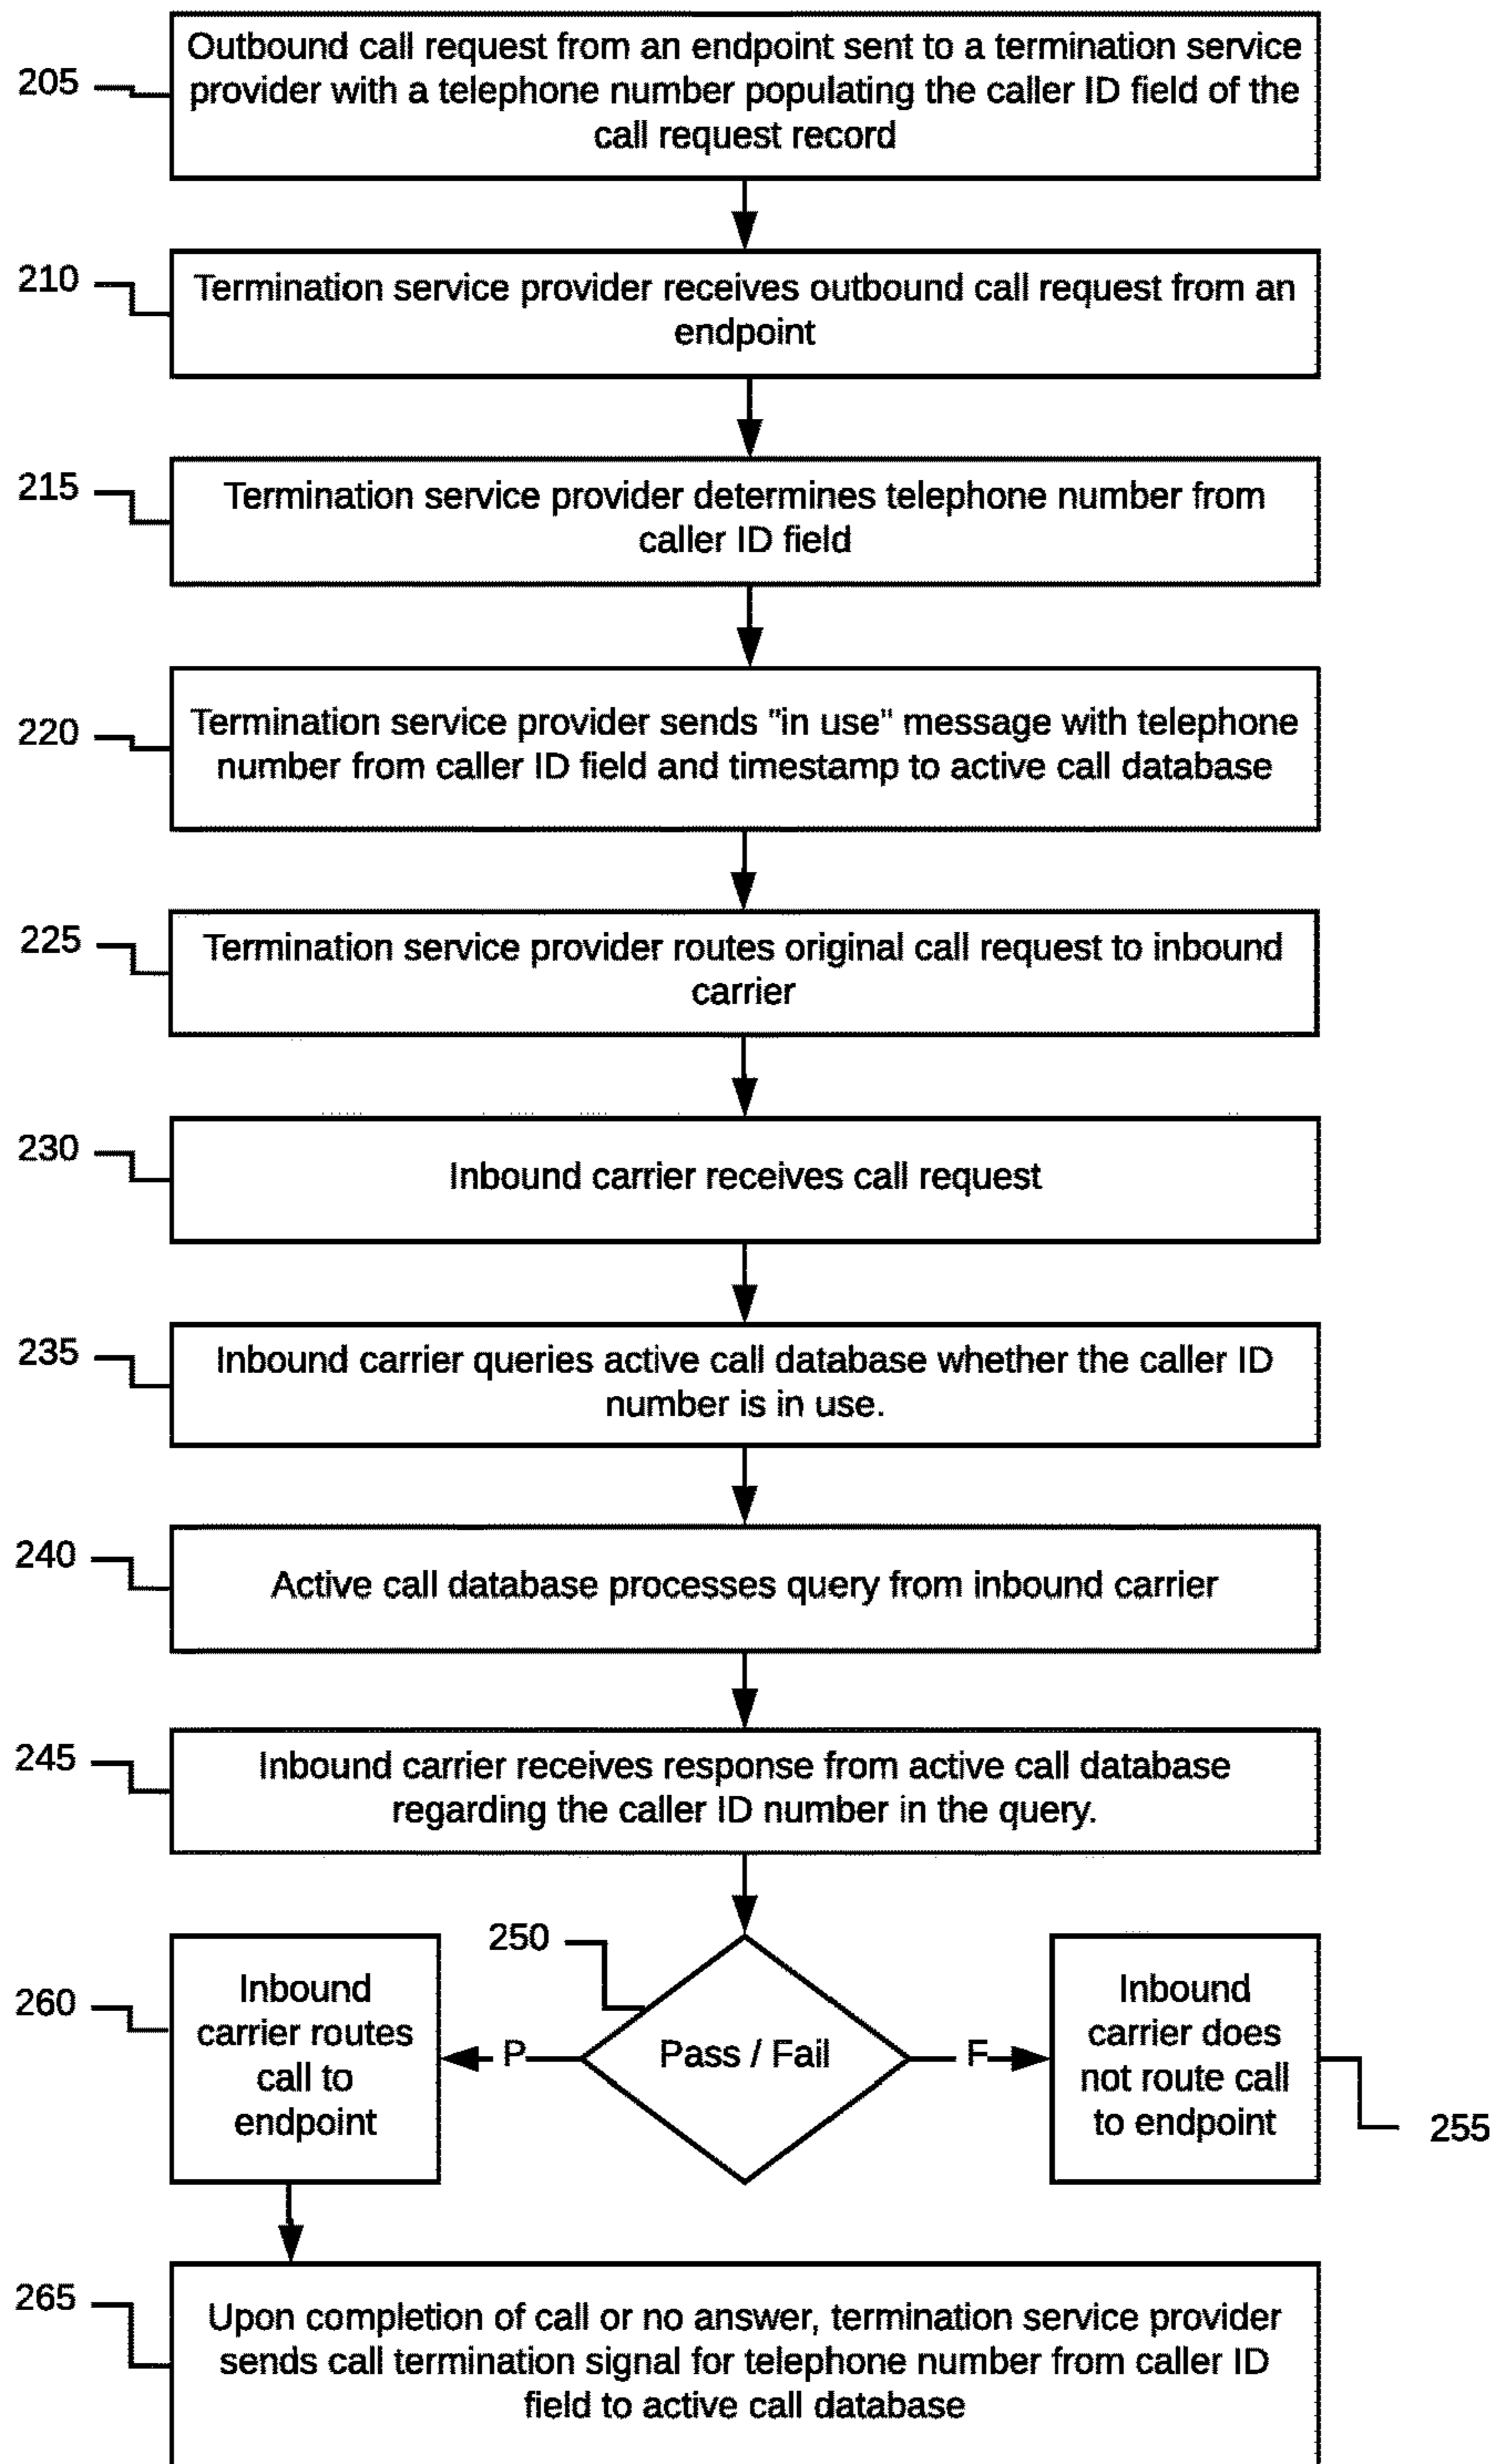 205
Outbound call request from an endpoint sent to a termination service
provider with a telephone number populating the caller ID field of the
call request record
210
Termination service provider receives outbound call request from an
endpoint
215
Termination service provider determines telephone number from
caller ID field
220
Termination service provider sends "in use" message with telephone
number from caller ID field and timestamp to active call database
225
Termination service provider routes original call request to inbound
carrier
230
Inbound carrier receives call request
235
Inbound carrier queries active call database whether the caller ID
number is in use.
240
Active call database processes query from inbound carrier
245
Inbound carrier receives response from active call database
regarding the caller ID number in the query.
250
Pass / Fail
P
F
260
Inbound
carrier routes
call to
endpoint
Inbound
carrier does
not route call
to endpoint
255
265
Upon completion of call or no answer, termination service provider
sends call termination signal for telephone number from caller ID
field to active call database